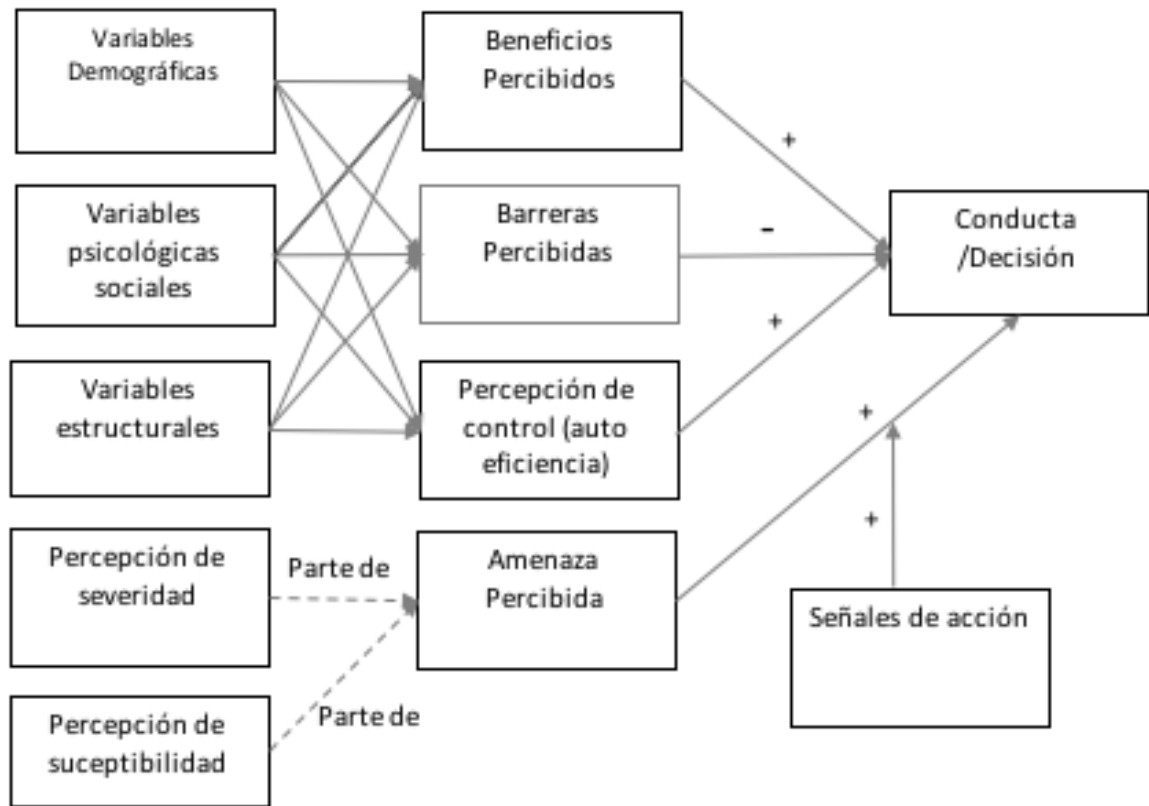 Variables
Demográficas
Beneficios
Percibidos
+
Variables
psicológicas
sociales
Barreras
Percibidas
-
Conducta
/Decisión
+
Variables
estructurales
Percepción de
control (auto
eficiencia)
+
+
Percepción de
severidad
Parte de
Amenaza
Percibida
Señales de acción
Percepción de
suceptibilidad
Parte de